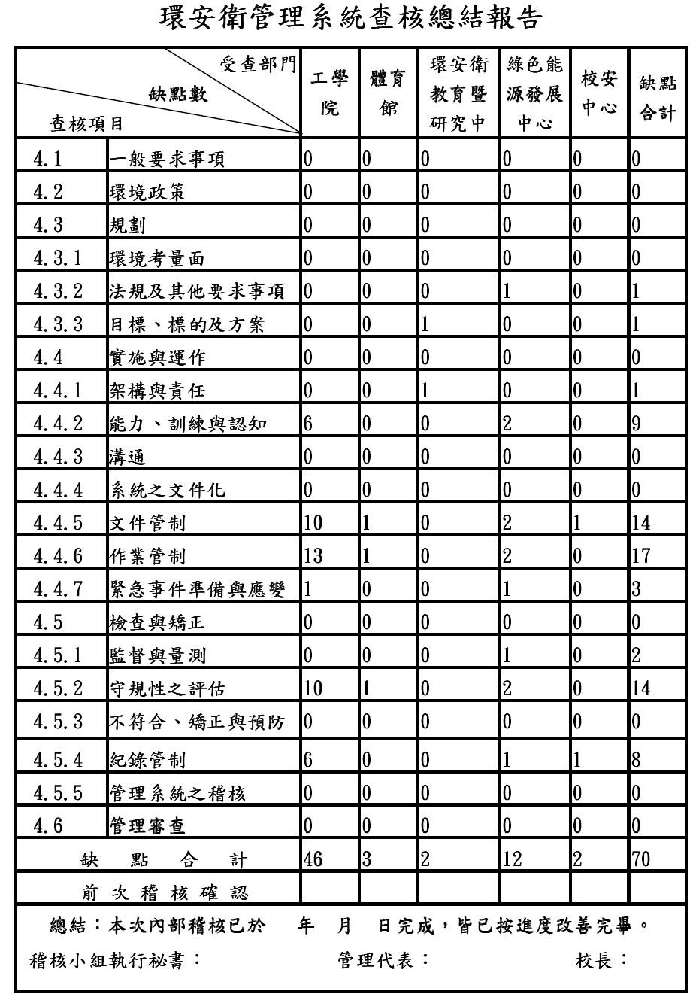 環安衛管理系統查核總結報告
受查部門
缺點數
查核項目
工學院
體育館
環安衛教育暨研究中
綠色能源發展中心
校安中心
缺點合計
4.1 一般要求事項 0 0 0 0 0 0
4.2 環境政策 0 0 0 0 0 0
4.3 規劃 0 0 0 0 0 0
4.3.1 環境考量面 0 0 0 0 0 0
4.3.2 法規及其他要求事項 0 0 0 1 0 1
4.3.3 目標、標的及方案 0 0 1 0 0 1
4.4 實施與運作 0 0 0 0 0 0
4.4.1 架構與責任 0 0 1 0 0 1
4.4.2 能力、訓練與認知 6 0 0 2 0 9
4.4.3 溝通 0 0 0 0 0 0
4.4.4 系統之文件化 0 0 0 0 0 0
4.4.5 文件管制 10 1 0 2 1 14
4.4.6 作業管制 13 1 0 2 0 17
4.4.7 緊急事件準備與應變 1 0 0 1 0 3
4.5 檢查與矯正 0 0 0 0 0 0
4.5.1 監督與量測 0 0 0 1 0 2
4.5.2 守規性之評估 10 1 0 2 0 14
4.5.3 不符合、矯正與預防 0 0 0 0 0 0
4.5.4 紀錄管制 6 0 0 1 1 8
4.5.5 管理系統之稽核 0 0 0 0 0 0
4.6 管理審查 0 0 0 0 0 0
缺點合計 46 3 2 12 2 70
前次稽核確認
總結：本次內部稽核已於 年 月 日完成，皆已按進度改善完畢。
稽核小組執行祕書： 管理代表： 校長：